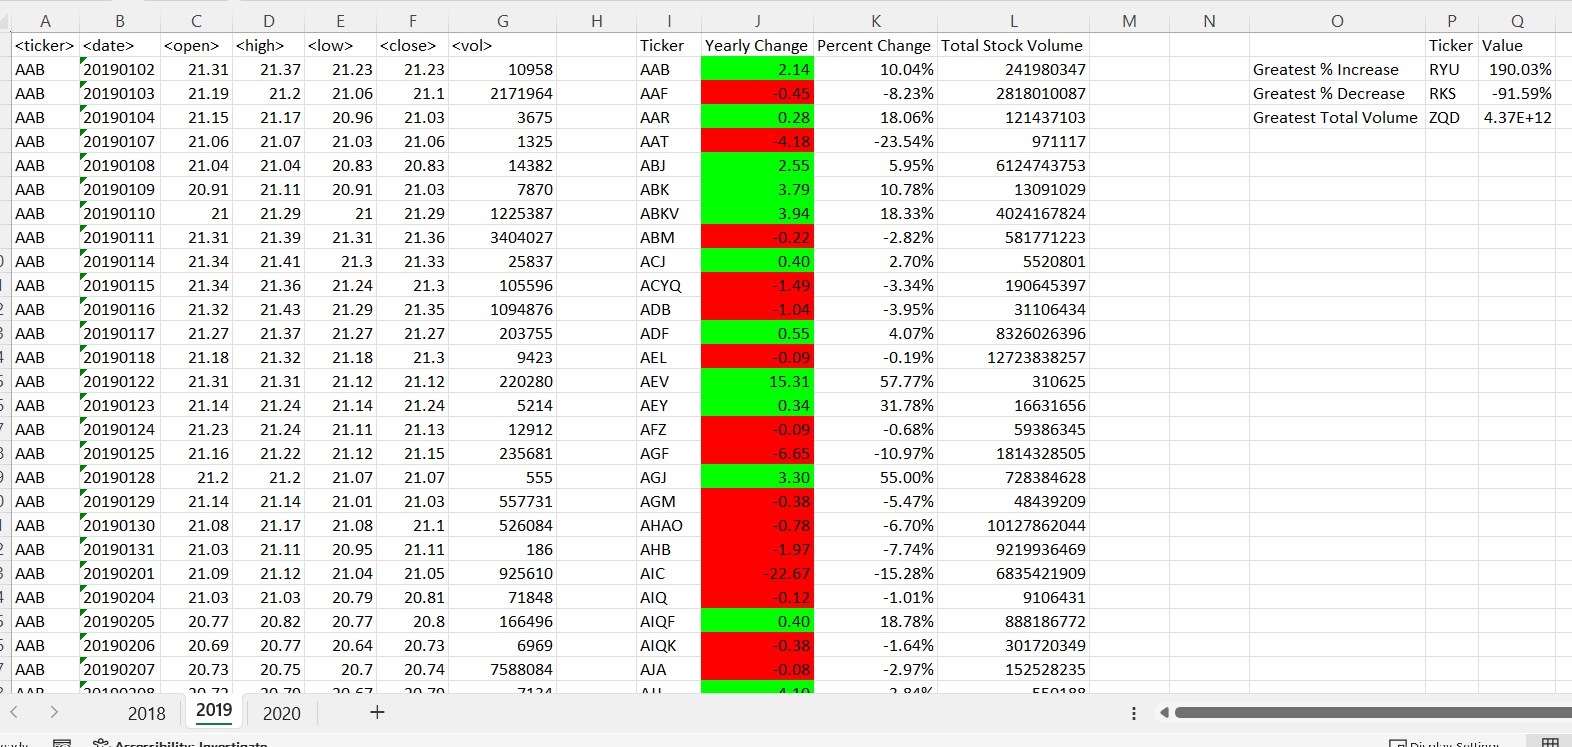 A B C D E F G H I J K L M N O P Q
<ticker> <date> <open> <high> <low> <close> <vol> Ticker Yearly Change Percent Change Total Stock Volume Ticker Value
AAB 20190102 21.31 21.37 21.23 21.23 10958 AAB 2.14 10.04% 241980347 Greatest % Increase RYU 190.03%
AAB 20190103 21.19 21.2 21.06 21.1 2171964 AAF -0.45 -8.23% 2818010087 Greatest % Decrease RKS -91.59%
AAB 20190104 21.15 21.17 20.96 21.03 3675 AAR 0.28 18.06% 121437103 Greatest Total Volume ZQD 4.37E+12
AAB 20190107 21.06 21.07 21.03 21.06 1325 AAT -4.18 -23.54% 971117
AAB 20190108 21.04 21.04 20.83 20.83 14382 ABJ 2.55 5.95% 6124743753
AAB 20190109 20.91 21.11 20.91 21.03 7870 ABK 3.79 10.78% 13091029
AAB 20190110 21 21.29 21 21.29 1225387 ABKV 3.94 18.33% 4024167824
AAB 20190111 21.31 21.39 21.31 21.36 3404027 ABM -0.22 -2.82% 581771223
AAB 20190114 21.34 21.41 21.3 21.33 25837 ACJ 0.40 2.70% 5520801
AAB 20190115 21.34 21.36 21.24 21.3 105596 ACYQ -1.49 -3.34% 190645397
AAB 20190116 21.32 21.43 21.29 21.35 1094876 ADB -1.04 -3.95% 31106434
AAB 20190117 21.27 21.37 21.27 21.27 203755 ADF 0.55 4.07% 8326026396
AAB 20190118 21.18 21.32 21.18 21.3 9423 AEL -0.09 -0.19% 12723838257
AAB 20190122 21.31 21.31 21.12 21.12 220280 AEV 15.31 57.77% 310625
AAB 20190123 21.14 21.24 21.14 21.24 5214 AEY 0.34 31.78% 16631656
AAB 20190124 21.23 21.24 21.11 21.13 12912 AFZ -0.09 -0.68% 59386345
AAB 20190125 21.16 21.22 21.12 21.15 235681 AGF -6.65 -10.97% 1814328505
AAB 20190128 21.2 21.2 21.07 21.07 555 AGJ 3.30 55.00% 728384628
AAB 20190129 21.14 21.14 21.01 21.03 557731 AGM -0.38 -5.47% 48439209
AAB 20190130 21.08 21.17 21.08 21.1 526084 AHAO -0.78 -6.70% 10127862044
AAB 20190131 21.03 21.11 20.95 21.11 186 AHB -1.97 -7.74% 9219936469
AAB 20190201 21.09 21.12 21.04 21.05 925610 AIC -22.67 -15.28% 6835421909
AAB 20190204 21.03 21.03 20.79 20.81 71848 AIQ -0.12 -1.01% 9106431
AAB 20190205 20.77 20.82 20.77 20.8 166496 AIQF 0.40 18.78% 888186772
AAB 20190206 20.69 20.77 20.64 20.73 6969 AIQK -0.38 -1.64% 301720349
AAB 20190207 20.73 20.75 20.7 20.74 7588084 AJA -0.08 -2.97% 152528235
2018 2019 2020
Accessibility: Investigate Display Settings